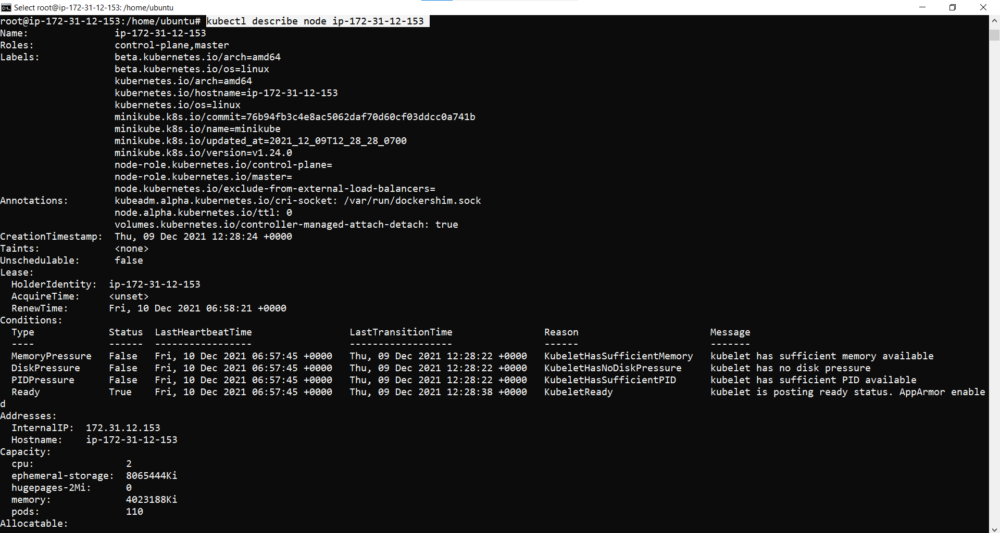 Select root@ip-172-31-12-153: /home/ubuntu
root@ip-172-31-12-153:/home/ubuntu# kubectl describe node ip-172-31-12-153
Name:               ip-172-31-12-153
Roles:              control-plane,master
Labels:             beta.kubernetes.io/arch=amd64
                    beta.kubernetes.io/os=linux
                    kubernetes.io/arch=amd64
                    kubernetes.io/hostname=ip-172-31-12-153
                    kubernetes.io/os=linux
                    minikube.k8s.io/commit=76b94fb3c4e8ac5062daf70d60cf03ddcc0a741b
                    minikube.k8s.io/name=minikube
                    minikube.k8s.io/updated_at=2021_12_09T12_28_28_0700
                    minikube.k8s.io/version=v1.24.0
                    node-role.kubernetes.io/control-plane=
                    node-role.kubernetes.io/master=
                    node.kubernetes.io/exclude-from-external-load-balancers=
Annotations:        kubeadm.alpha.kubernetes.io/cri-socket: /var/run/dockershim.sock
                    node.alpha.kubernetes.io/ttl: 0
                    volumes.kubernetes.io/controller-managed-attach-detach: true
CreationTimestamp:  Thu, 09 Dec 2021 12:28:24 +0000
Taints:             <none>
Unschedulable:      false
Lease:
  HolderIdentity:  ip-172-31-12-153
  AcquireTime:     <unset>
  RenewTime:       Fri, 10 Dec 2021 06:58:21 +0000
Conditions:
  Type             Status  LastHeartbeatTime                 LastTransitionTime                Reason                       Message
  ----             ------  -----------------                 ------------------                ------                       -------
  MemoryPressure   False   Fri, 10 Dec 2021 06:57:45 +0000   Thu, 09 Dec 2021 12:28:22 +0000   KubeletHasSufficientMemory   kubelet has sufficient memory available
  DiskPressure     False   Fri, 10 Dec 2021 06:57:45 +0000   Thu, 09 Dec 2021 12:28:22 +0000   KubeletHasNoDiskPressure     kubelet has no disk pressure
  PIDPressure      False   Fri, 10 Dec 2021 06:57:45 +0000   Thu, 09 Dec 2021 12:28:22 +0000   KubeletHasSufficientPID      kubelet has sufficient PID available
  Ready            True    Fri, 10 Dec 2021 06:57:45 +0000   Thu, 09 Dec 2021 12:28:38 +0000   KubeletReady                 kubelet is posting ready status. AppArmor enable
d
Addresses:
  InternalIP:  172.31.12.153
  Hostname:    ip-172-31-12-153
Capacity:
  cpu:                2
  ephemeral-storage:  8065444Ki
  hugepages-2Mi:      0
  memory:             4023188Ki
  pods:               110
Allocatable: